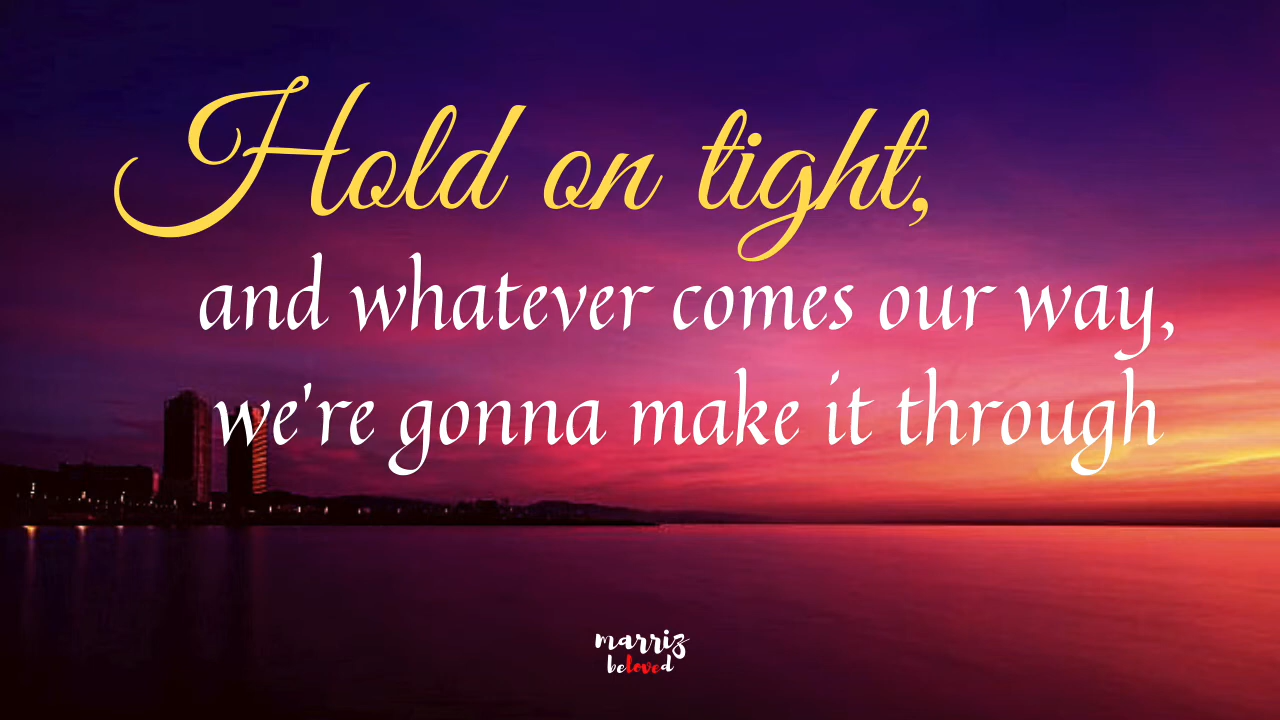 Hold on tight,
and whatever comes our way,
we're gonna make it through
marriz
beloved